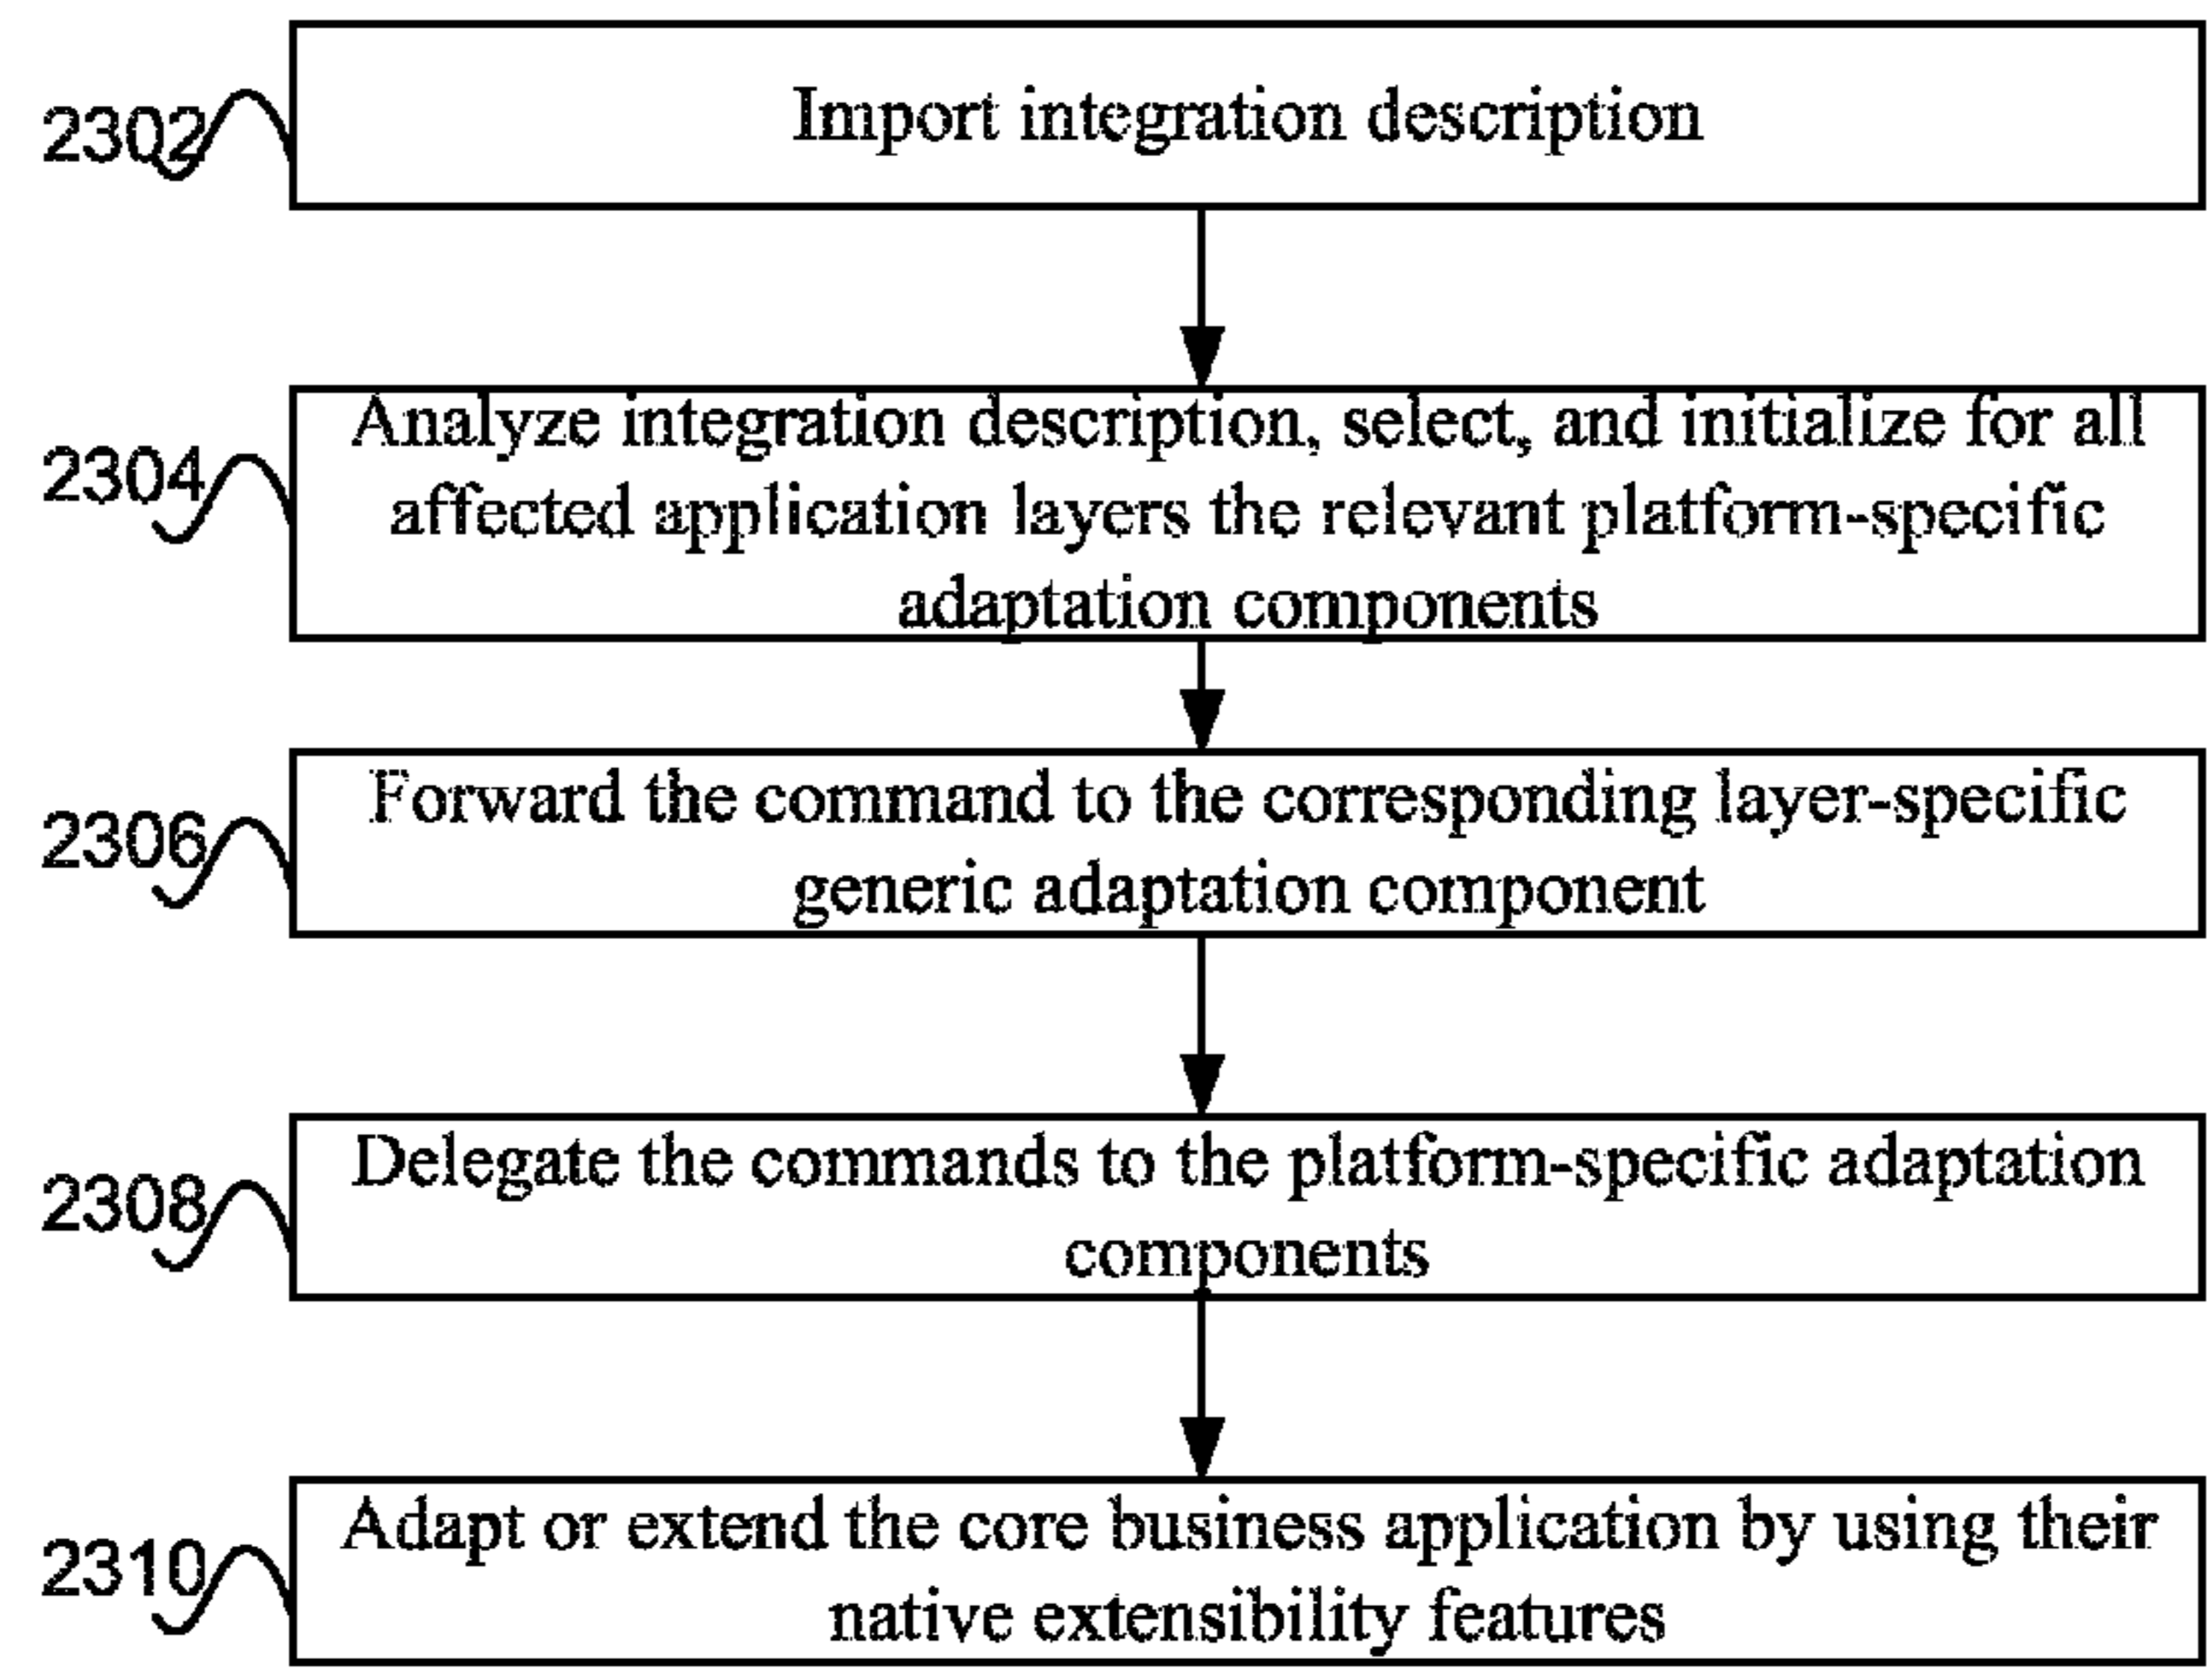 2302
Import integration description
2304
Analyze integration description, select, and initialize for all
affected application layers the relevant platform-specific
adaptation components
2306
Forward the command to the corresponding layer-specific
generic adaptation component
2308
Delegate the commands to the platform-specific adaptation
components
2310
Adapt or extend the core business application by using their
native extensibility features